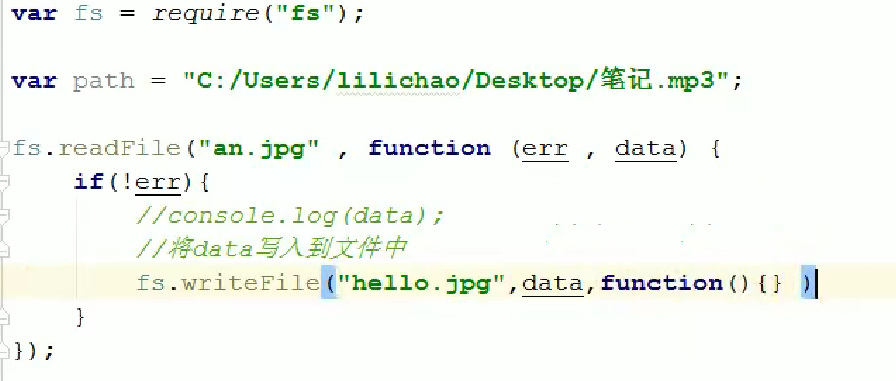 var fs = require("fs");
var path = "C:/Users/lilichao/Desktop/笔记.mp3";
fs.readFile("an.jpg" , function (err , data) {
if(!err){
//console.log(data);
//将data写入到文件中
fs.writeFile("hello.jpg",data,function(){} )
}
});